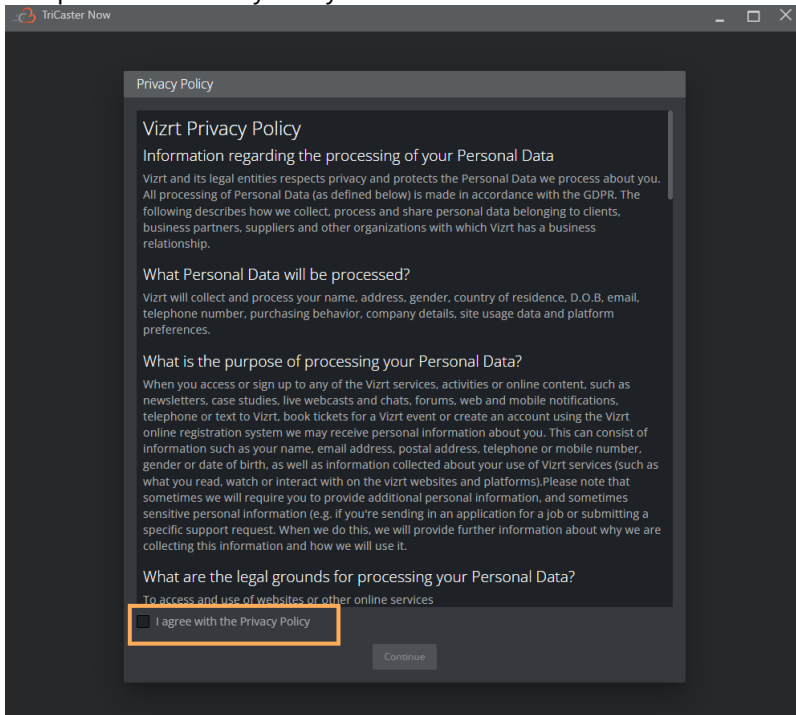 TriCaster Now
Privacy Policy
Vizrt Privacy Policy
Information regarding the processing of your Personal Data
Vizrt and its legal entities respects privacy and protects the Personal Data we process about you.
All processing of Personal Data (as defined below) is made in accordance with the GDPR. The
following describes how we collect, process and share personal data belonging to clients,
business partners, suppliers and other organizations with which Vizrt has a business
relationship.
What Personal Data will be processed?
Vizrt will collect and process your name, address, gender, country of residence, D.O.B, email,
telephone number, purchasing behavior, company details, site usage data and platform
preferences.
What is the purpose of processing your Personal Data?
When you access or sign up to any of the Vizrt services, activities or online content, such as
newsletters, case studies, live webcasts and chats, forums, web and mobile notifications,
telephone or text to Vizrt, book tickets for a Vizrt event or create an account using the Vizrt
online registration system we may receive personal information about you. This can consist of
information such as your name, email address, postal address, telephone or mobile number,
gender or date of birth, as well as information collected about your use of Vizrt services (such as
what you read, watch or interact with on the vizrt websites and platforms).Please note that
sometimes we will require you to provide additional personal information, and sometimes
sensitive personal information (e.g. if you're sending in an application for a job or submitting a
specific support request. When we do this, we will provide further information about why we are
collecting this information and how we will use it.
What are the legal grounds for processing your Personal Data?
To access and use of websites or other online services
I agree with the Privacy Policy
Continue